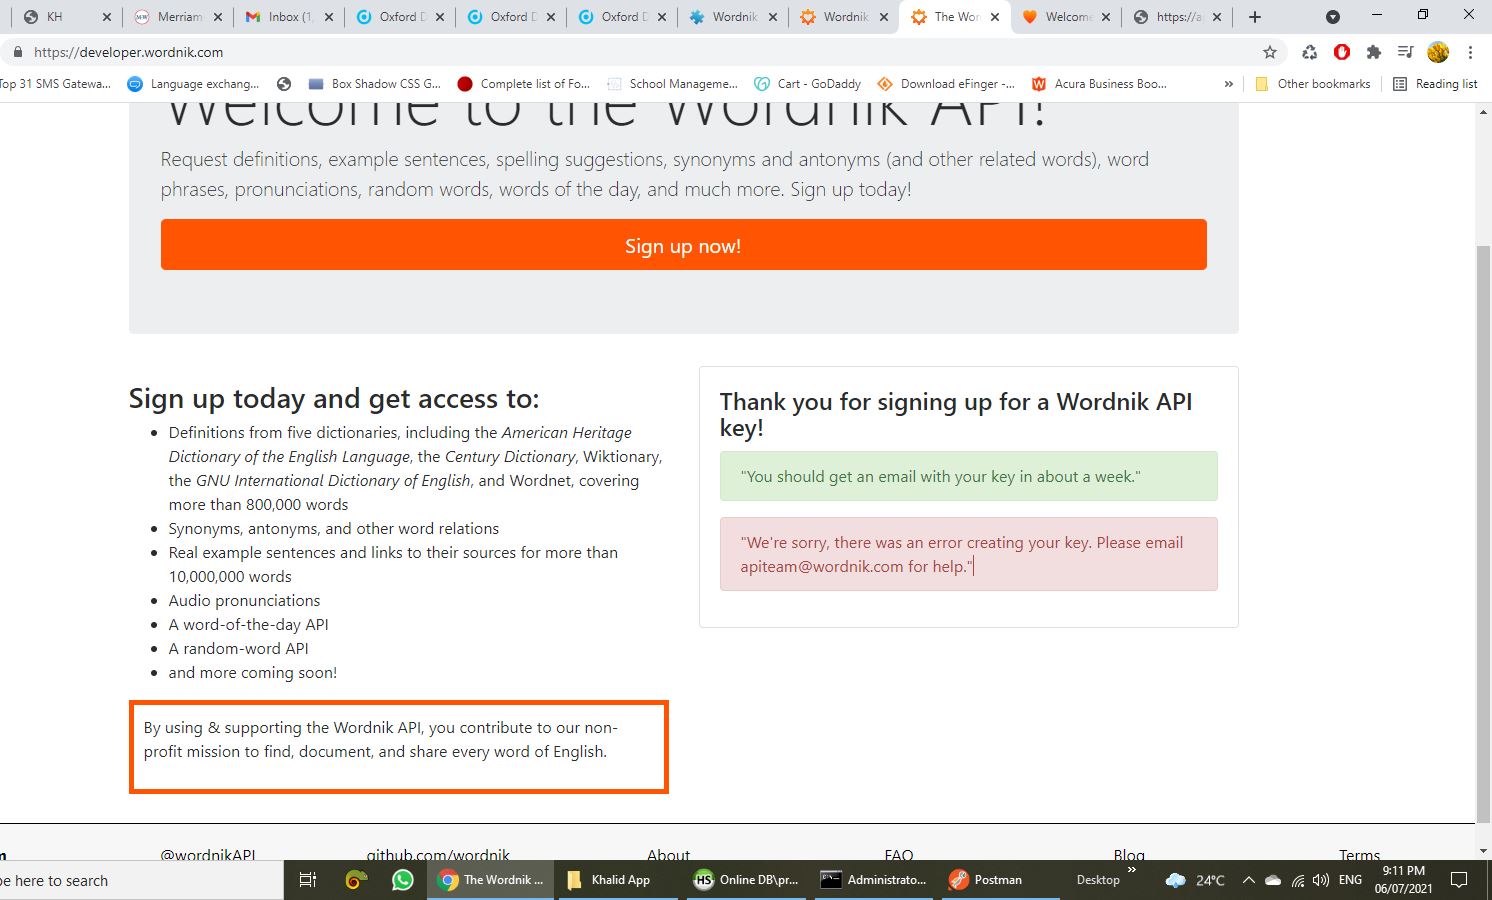 KH
Merriam
Inbox (1,
Oxford D
Oxford D
Oxford D
Wordnik
Wordnik
The Wor
Welcome
https://a
https://developer.wordnik.com
Top 31 SMS Gatewa...
Language exchang...
Box Shadow CSS G...
Complete list of Fo...
School Manageme...
Cart - GoDaddy
Download eFinger -...
Acura Business Boo...
»
Other bookmarks
Reading list
Welcome to the Wordnik API!
Request definitions, example sentences, spelling suggestions, synonyms and antonyms (and other related words), word
phrases, pronunciations, random words, words of the day, and much more. Sign up today!
Sign up now!
Sign up today and get access to:
Definitions from five dictionaries, including the American Heritage
Dictionary of the English Language, the Century Dictionary, Wiktionary,
the GNU International Dictionary of English, and Wordnet, covering
more than 800,000 words
Synonyms, antonyms, and other word relations
Real example sentences and links to their sources for more than
10,000,000 words
Audio pronunciations
A word-of-the-day API
A random-word API
and more coming soon!
By using & supporting the Wordnik API, you contribute to our non-
profit mission to find, document, and share every word of English.
Thank you for signing up for a Wordnik API
key!
"You should get an email with your key in about a week."
"We're sorry, there was an error creating your key. Please email
apiteam@wordnik.com for help."
@wordnikAPI
github.com/wordnik
About
FAQ
Blog
Terms
here to search
The Wordnik ...
Khalid App
HS
Online DB\pr...
Administrato...
Postman
Desktop
»
24°C
ENG
9:11 PM
06/07/2021